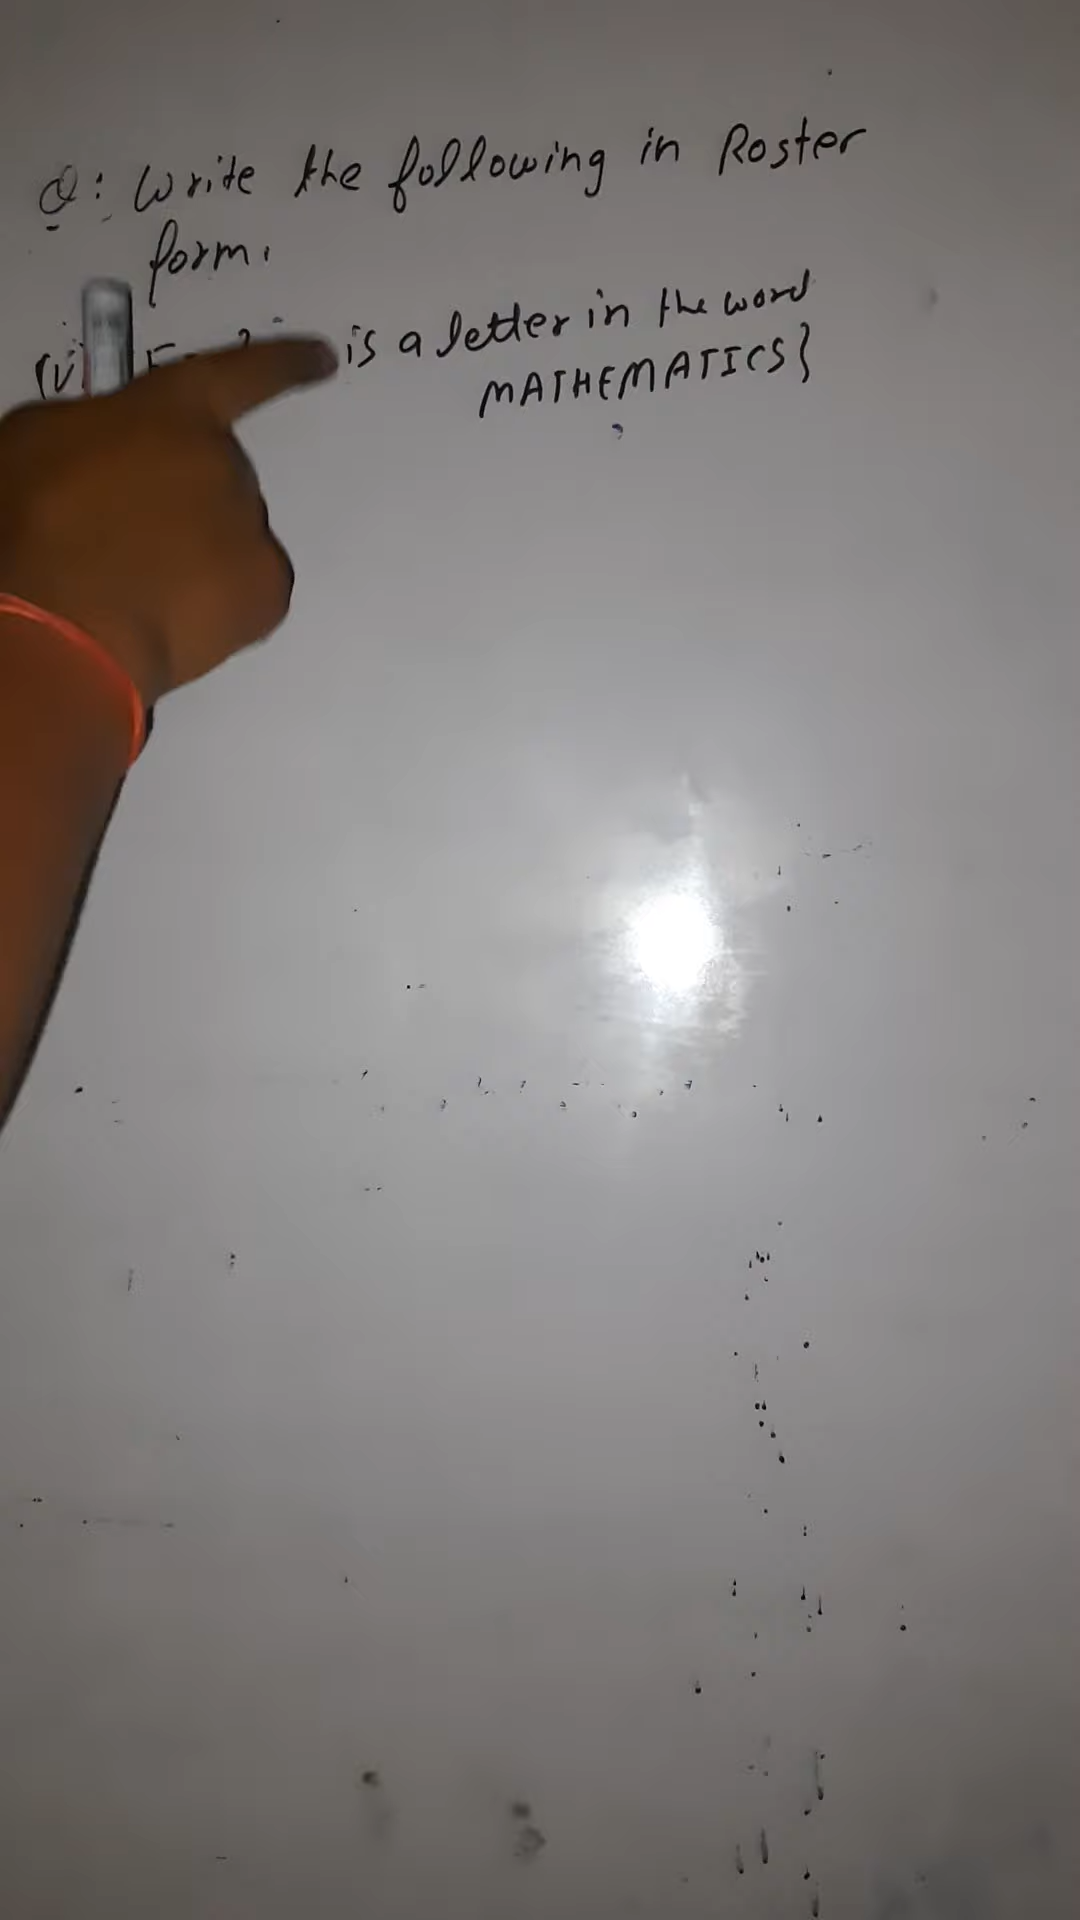 Q: Write the following in Roster
form.
is a letter in the word
MATHEMATICS}